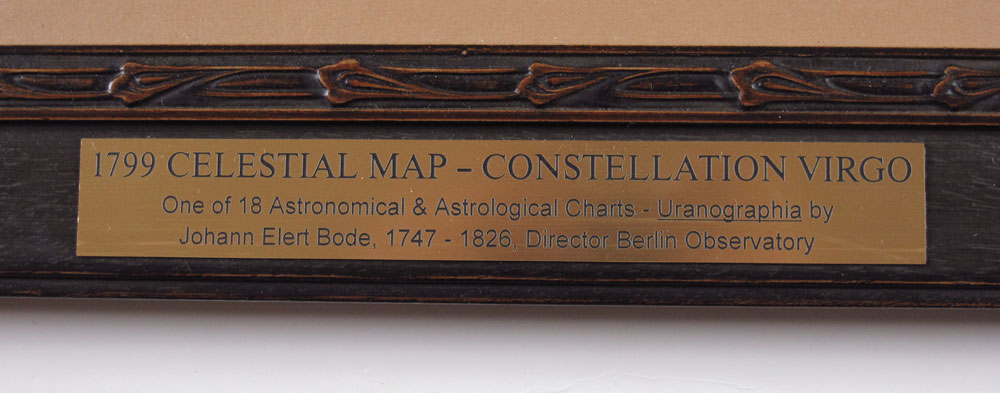 1799 CELESTIAL MAP – CONSTELLATION VIRGO
One of 18 Astronomical & Astrological Charts - Uranographia by
Johann Elert Bode, 1747 - 1826, Director Berlin Observatory